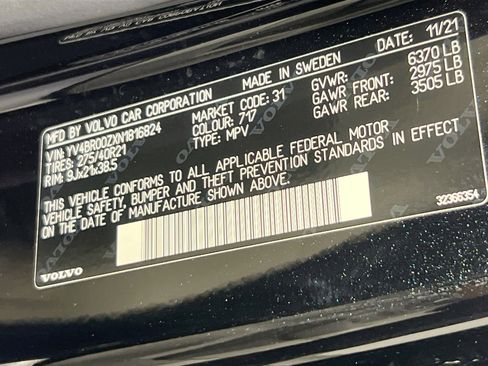 MFD BY VOLVO CAR CORPORATION MADE IN SWEDEN DATE: 11/21
VIN: YV4BR00ZXN1816824 MARKET CODE: 31 GVWR: 6370 LB
TIRES: 275/40R21 COLOUR: 717 GAWR FRONT: 2975 LB
RIM: 9Jx21x38.5 TYPE: MPV GAWR REAR: 3505 LB
THIS VEHICLE CONFORMS TO ALL APPLICABLE FEDERAL MOTOR
VEHICLE SAFETY, BUMPER AND THEFT PREVENTION STANDARDS IN EFFECT
ON THE DATE OF MANUFACTURE SHOWN ABOVE.
32366354
VOLVO